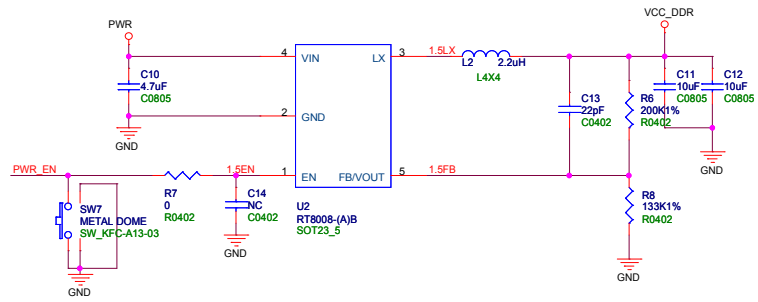 PWR
VCC_DDR
C10
4.7uF
C0805
GND
4
VIN
2
GND
LX
3
1.5LX
L2
2.2uH
L4X4
C13
22pF
C0402
R6
200K1%
R0402
C11
10uF
C0805
C12
10uF
C0805
GND
PWR_EN
R7
0
R0402
1.5EN
C14
NC
C0402
GND
1
EN
FB/VOUT
5
1.5FB
U2
RT8008-(A)B
SOT23_5
SW7
METAL DOME
SW_KFC-A13-03
GND
R8
133K1%
R0402
GND